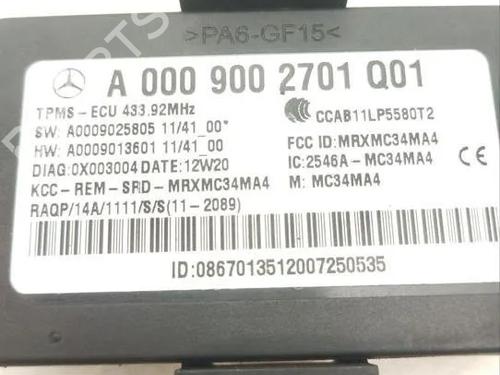 >PA6-GF15<
A 000 900 2701 Q01
TPMS-ECU 433.92MHz
CCAB11LP5580T2
SW: A0009025805 11/41_00*
HW: A0009013601 11/41_00
FCC ID:MRXMC34MA4
DIAG:0X003004 DATE:12W20
IC:2546A-MC34MA4
KCC-REM-SRD-MRXMC34MA4
M: MC34MA4
RAQP/14A/1111/S/S(11-2089)
CE
ID:0867013512007250535